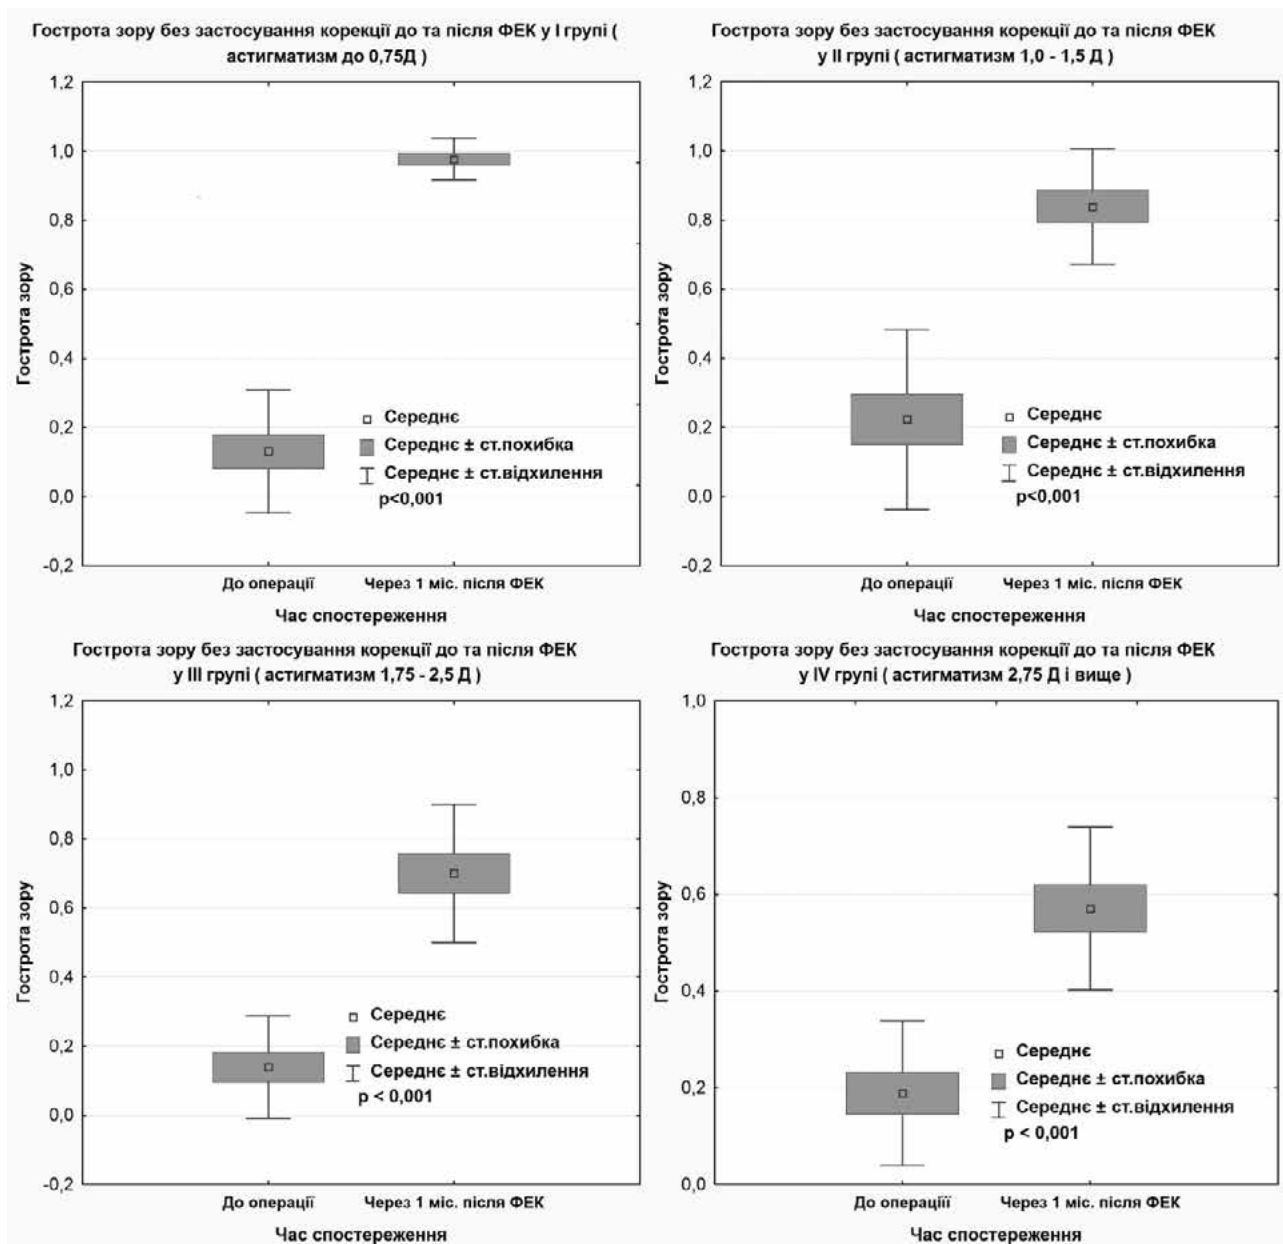 Гострота зору без застосування корекції до та після ФЕК у І групі (
астигматизм до 0,75Д )
1,2
1,0
0,8
0,6
0,4
0,2
0,0
-0,2
Гострота зору
Середнє
Середнє ± ст.похибка
Середнє ± ст.відхилення
p<0,001
До операції
Через 1 міс. після ФЕК
Час спостереження
Гострота зору без застосування корекції до та після ФЕК
у ІІ групі ( астигматизм 1,0 - 1,5 Д )
1,2
1,0
0,8
0,6
0,4
0,2
0,0
-0,2
Гострота зору
Середнє
Середнє ± ст.похибка
Середнє ± ст.відхилення
p<0,001
До операції
Через 1 міс. після ФЕК
Час спостереження
Гострота зору без застосування корекції до та після ФЕК
у ІІІ групі ( астигматизм 1,75 - 2,5 Д )
1,2
1,0
0,8
0,6
0,4
0,2
0,0
-0,2
Гострота зору
Середнє
Середнє ± ст.похибка
Середнє ± ст.відхилення
p < 0,001
До операції
Через 1 міс. після ФЕК
Час спостереження
Гострота зору без застосування корекції до та після ФЕК
у IV групі ( астигматизм 2,75 Д і вище )
1,0
0,8
0,6
0,4
0,2
0,0
Гострота зору
Середнє
Середнє ± ст.похибка
Середнє ± ст.відхилення
p < 0,001
До операціїї
Через 1 міс. після ФЕК
Час спостереження